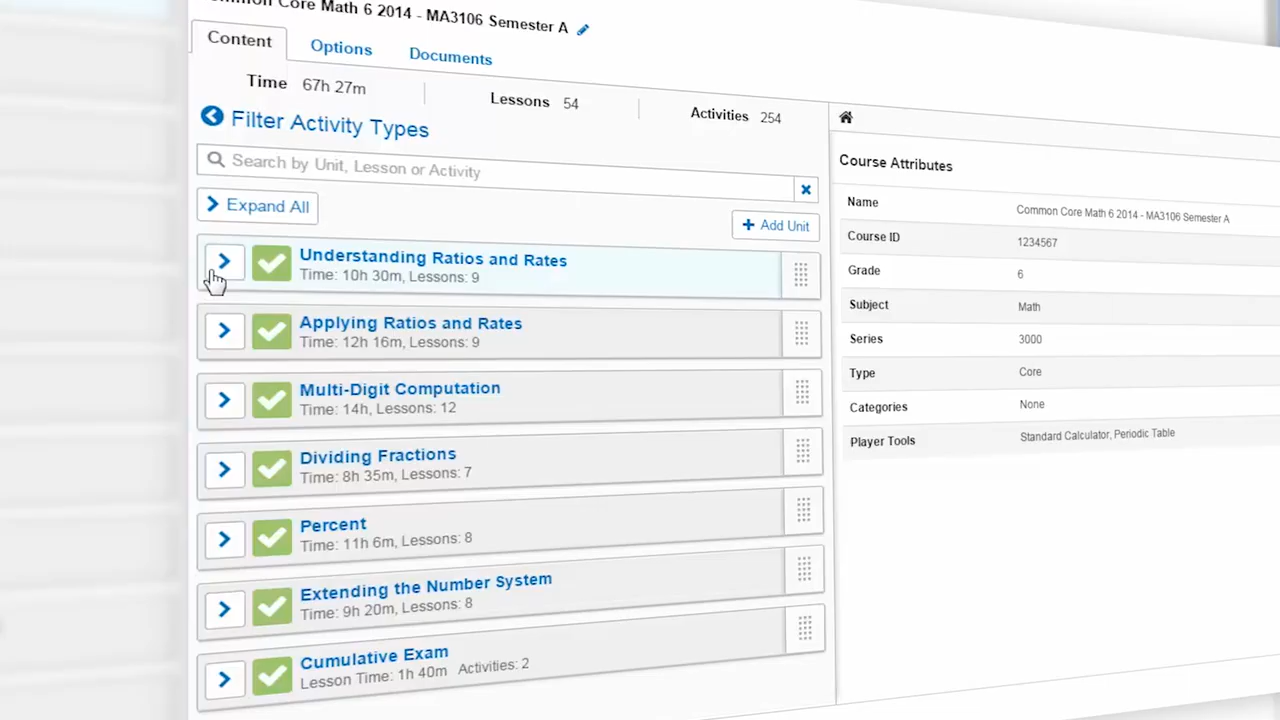 Common Core Math 6 2014 - MA3106 Semester A
Content Options Documents
Time 67h 27m Lessons 54 Activities 254
Filter Activity Types
Search by Unit, Lesson or Activity
Expand All
Add Unit
Understanding Ratios and Rates
Time: 10h 30m, Lessons: 9
Applying Ratios and Rates
Time: 12h 16m, Lessons: 9
Multi-Digit Computation
Time: 14h, Lessons: 12
Dividing Fractions
Time: 8h 35m, Lessons: 7
Percent
Time: 11h 6m, Lessons: 8
Extending the Number System
Time: 9h 20m, Lessons: 8
Cumulative Exam
Lesson Time: 1h 40m Activities: 2
Course Attributes
Name Common Core Math 6 2014 - MA3106 Semester A
Course ID 1234567
Grade 6
Subject Math
Series 3000
Type Core
Categories None
Player Tools Standard Calculator, Periodic Table